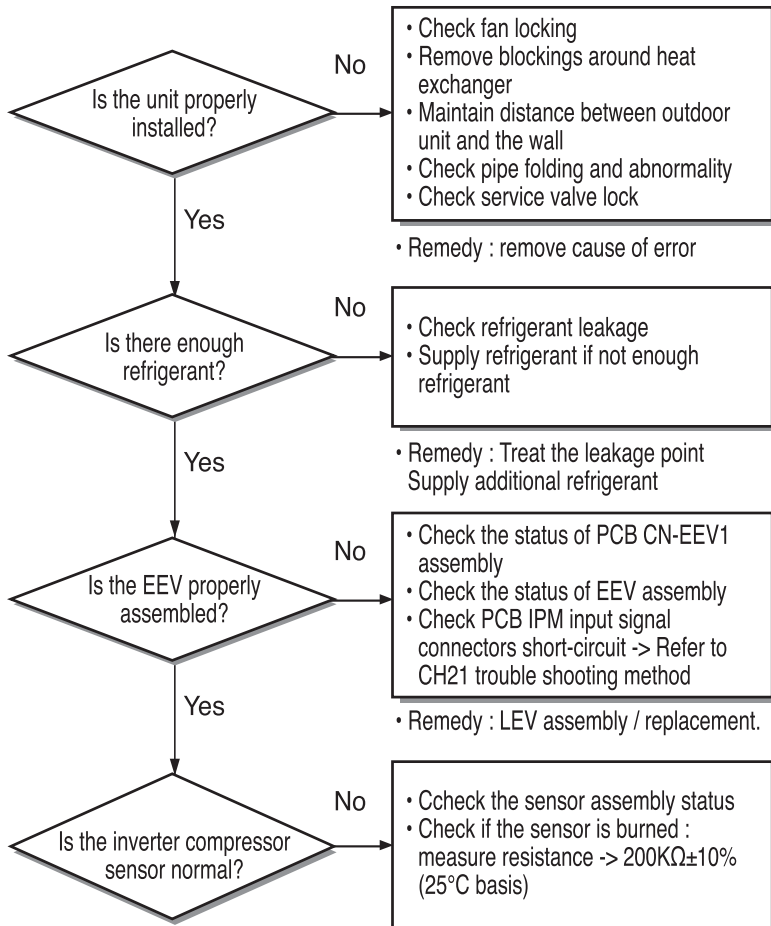 Is the unit properly
installed?
No
• Check fan locking
• Remove blockings around heat
exchanger
• Maintain distance between outdoor
unit and the wall
• Check pipe folding and abnormality
• Check service valve lock
• Remedy : remove cause of error
Yes
Is there enough
refrigerant?
No
• Check refrigerant leakage
• Supply refrigerant if not enough
refrigerant
• Remedy : Treat the leakage point
Supply additional refrigerant
Yes
Is the EEV properly
assembled?
No
• Check the status of PCB CN-EEV1
assembly
• Check the status of EEV assembly
• Check PCB IPM input signal
connectors short-circuit -> Refer to
CH21 trouble shooting method
• Remedy : LEV assembly / replacement.
Yes
Is the inverter compressor
sensor normal?
No
• Ccheck the sensor assembly status
• Check if the sensor is burned :
measure resistance -> 200KΩ±10%
(25°C basis)